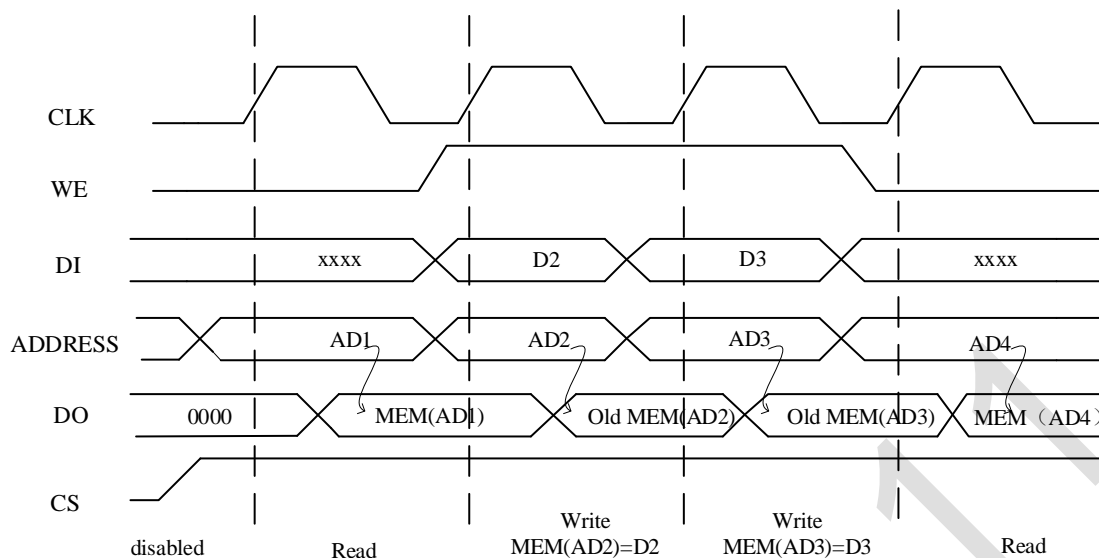 CLK
WE
DI
xxxx
D2
D3
xxxx
ADDRESS
AD1
AD2
AD3
AD4
DO
0000
MEM(AD1)
Old MEM(AD2)
Old MEM(AD3)
MEM（AD4）
CS
disabled
Read
Write
MEM(AD2)=D2
Write
MEM(AD3)=D3
Read